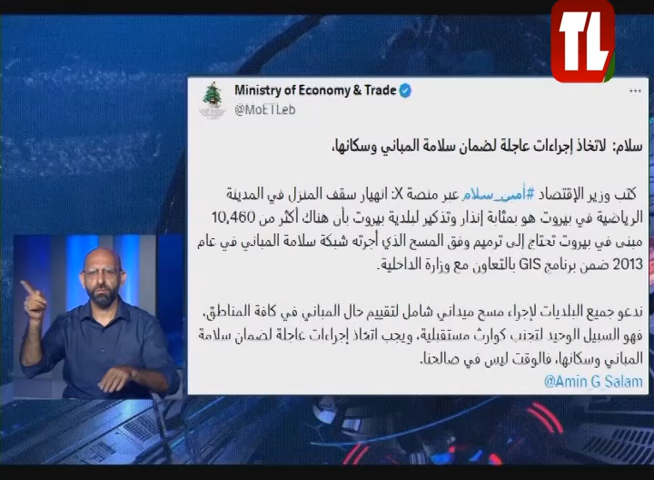 TL
Ministry of Economy & Trade
@MoETLeb
سلام: لاتخاذ إجراءات عاجلة لضمان سلامة المباني وسكانها،
كتب وزير الإقتصاد #أمين_سلام عبر منصة X: انهيار سقف المنزل في المدينة
الرياضية في بيروت هو بمثابة إنذار وتذكير لبلدية بيروت بأن هناك أكثر من 10,460
مبنى في بيروت تحتاج إلى ترميم وفق المسح الذي أجرته شبكة سلامة المباني في عام
2013 ضمن برنامج GIS بالتعاون مع وزارة الداخلية.
ندعو جميع البلديات لإجراء مسح ميداني شامل لتقييم حال المباني في كافة المناطق،
فهو السبيل الوحيد لتجنب كوارث مستقبلية، ويجب اتخاذ إجراءات عاجلة لضمان سلامة
المباني وسكانها، فالوقت ليس في صالحنا.
@Amin G Salam